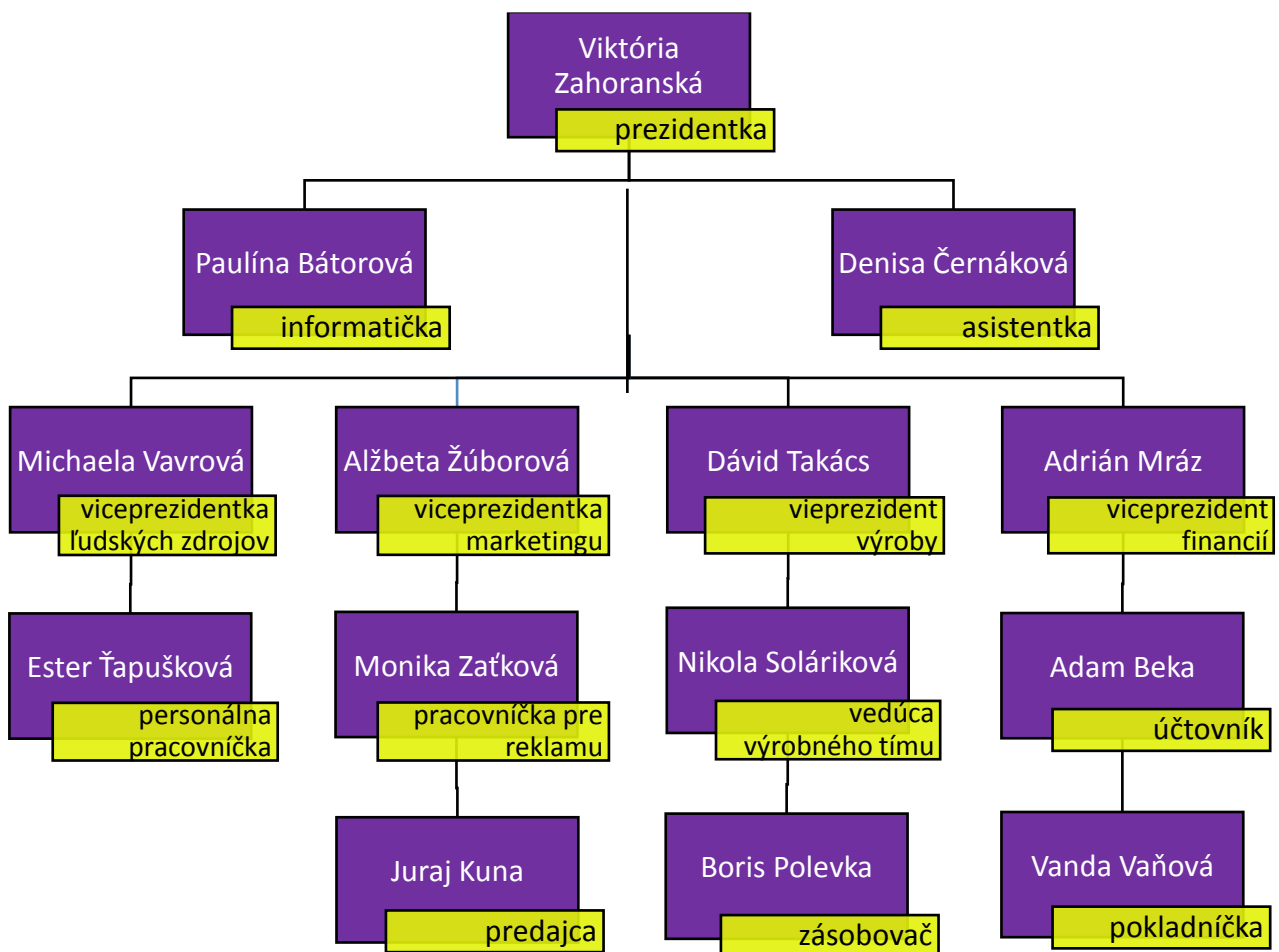 Viktória
Zahoranská
prezidentka
Paulína Bátorová
informatička
Denisa Černáková
asistentka
Michaela Vavrová
viceprezidentka
ľudských zdrojov
Alžbeta Žúborová
viceprezidentka
marketingu
Dávid Takács
vieprezident
výroby
Adrián Mráz
viceprezident
financií
Ester Ťapušková
personálna
pracovníčka
Monika Zaťková
pracovníčka pre
reklamu
Nikola Soláriková
vedúca
výrobného tímu
Adam Beka
účtovník
Juraj Kuna
predajca
Boris Polevka
zásobovač
Vanda Vaňová
pokladníčka